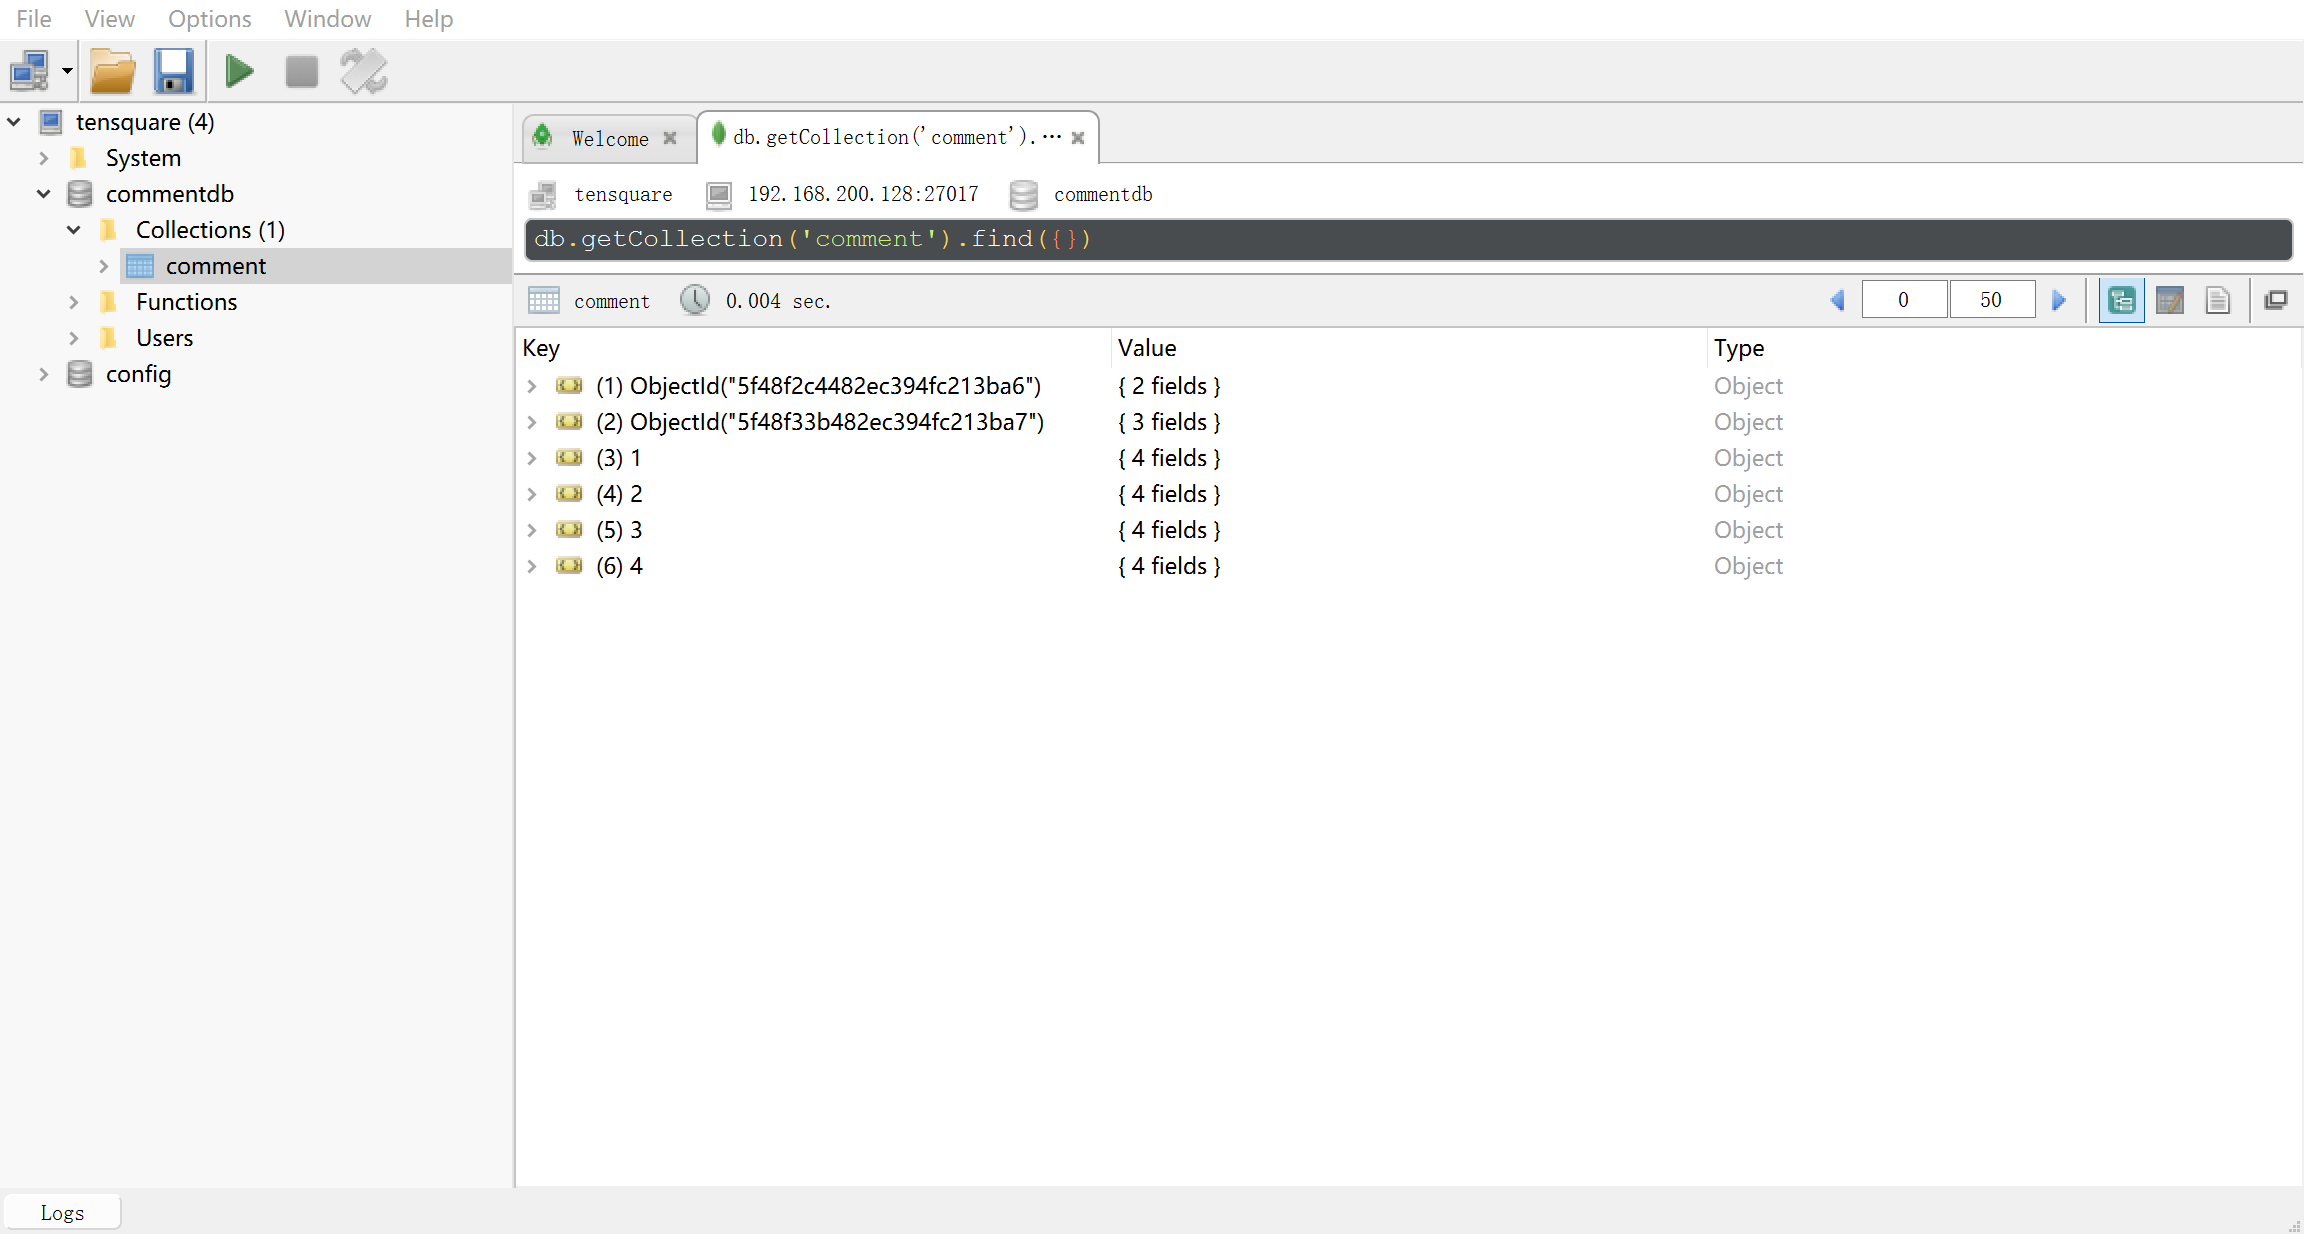 File View Options Window Help
tensquare (4)
System
commentdb
Collections (1)
comment
Functions
Users
config
Welcome db.getCollection('comment').···
tensquare 192.168.200.128:27017 commentdb
db.getCollection('comment').find({})
comment 0.004 sec. 0 50
Key Value Type
(1) ObjectId("5f48f2c4482ec394fc213ba6") { 2 fields } Object
(2) ObjectId("5f48f33b482ec394fc213ba7") { 3 fields } Object
(3) 1 { 4 fields } Object
(4) 2 { 4 fields } Object
(5) 3 { 4 fields } Object
(6) 4 { 4 fields } Object
Logs